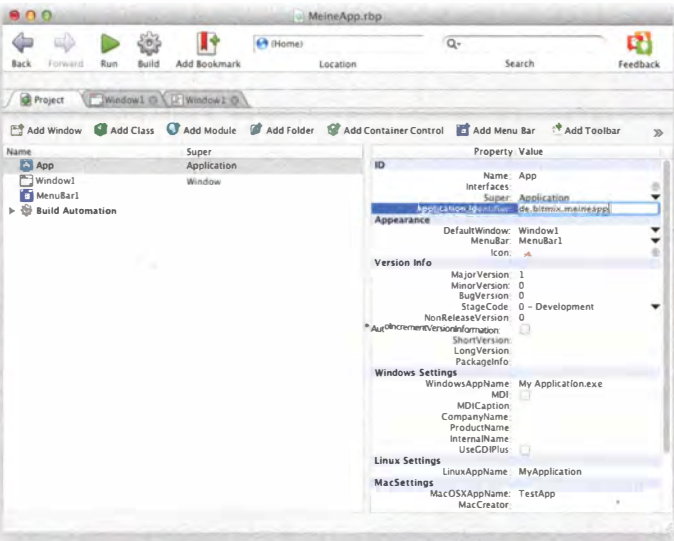 MeineApp.rbp
Back Forward Run Build Add Bookmark (Home) Location Search Feedback
Project Window1 Window1
Add Window Add Class Add Module Add Folder Add Container Control Add Menu Bar Add Toolbar »
Name Super Property Value
App Application
Window1 Window
MenuBar1
Build Automation
ID
Name: App
Interfaces:
Super: Application
Application Identifier: de.bitmix.meineapp
Appearance
DefaultWindow: Window1
MenuBar: MenuBar1
Icon:
Version Info
MajorVersion: 1
MinorVersion: 0
BugVersion: 0
StageCode: 0 - Development
NonReleaseVersion: 0
AutoIncrementVersionInformation:
ShortVersion:
LongVersion:
PackageInfo:
Windows Settings
WindowsAppName: My Application.exe
MDI:
MDICaption:
CompanyName:
ProductName:
InternalName:
UseGDIPlus:
Linux Settings
LinuxAppName: MyApplication
MacSettings
MacOSXAppName: TestApp
MacCreator: